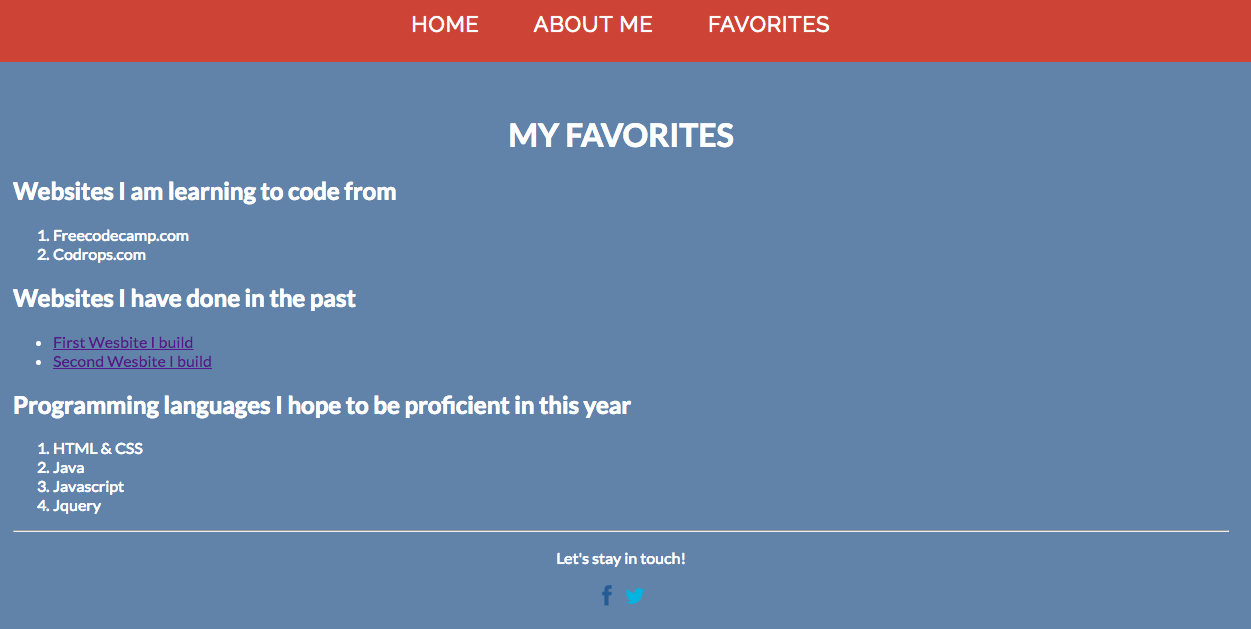 HOME ABOUT ME FAVORITES
MY FAVORITES
Websites I am learning to code from
1. Freecodecamp.com
2. Codrops.com
Websites I have done in the past
• First Wesbite I build
• Second Wesbite I build
Programming languages I hope to be proficient in this year
1. HTML & CSS
2. Java
3. Javascript
4. Jquery
Let's stay in touch!